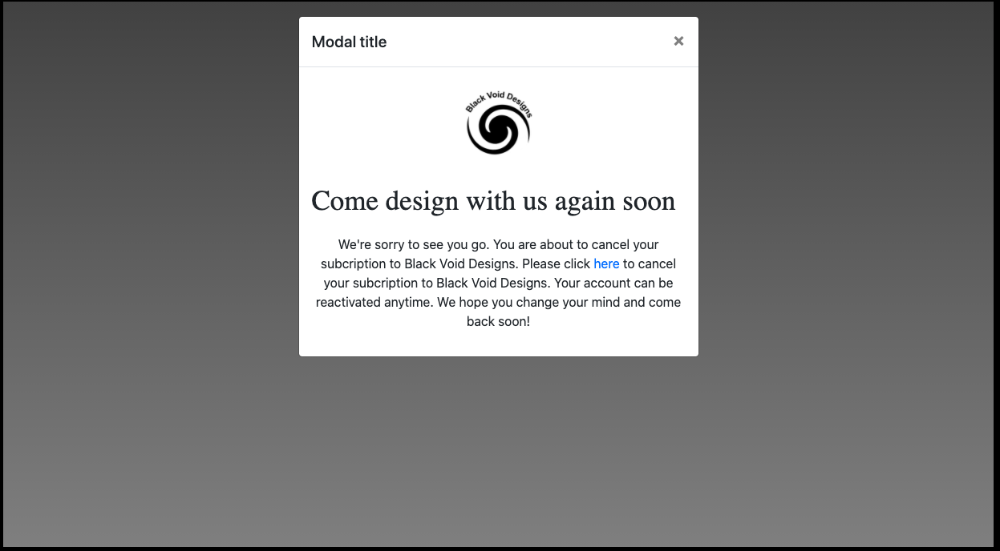 Modal title
×
Black Void Designs
Come design with us again soon
We're sorry to see you go. You are about to cancel your
subcription to Black Void Designs. Please click here to cancel
your subcription to Black Void Designs. Your account can be
reactivated anytime. We hope you change your mind and come
back soon!